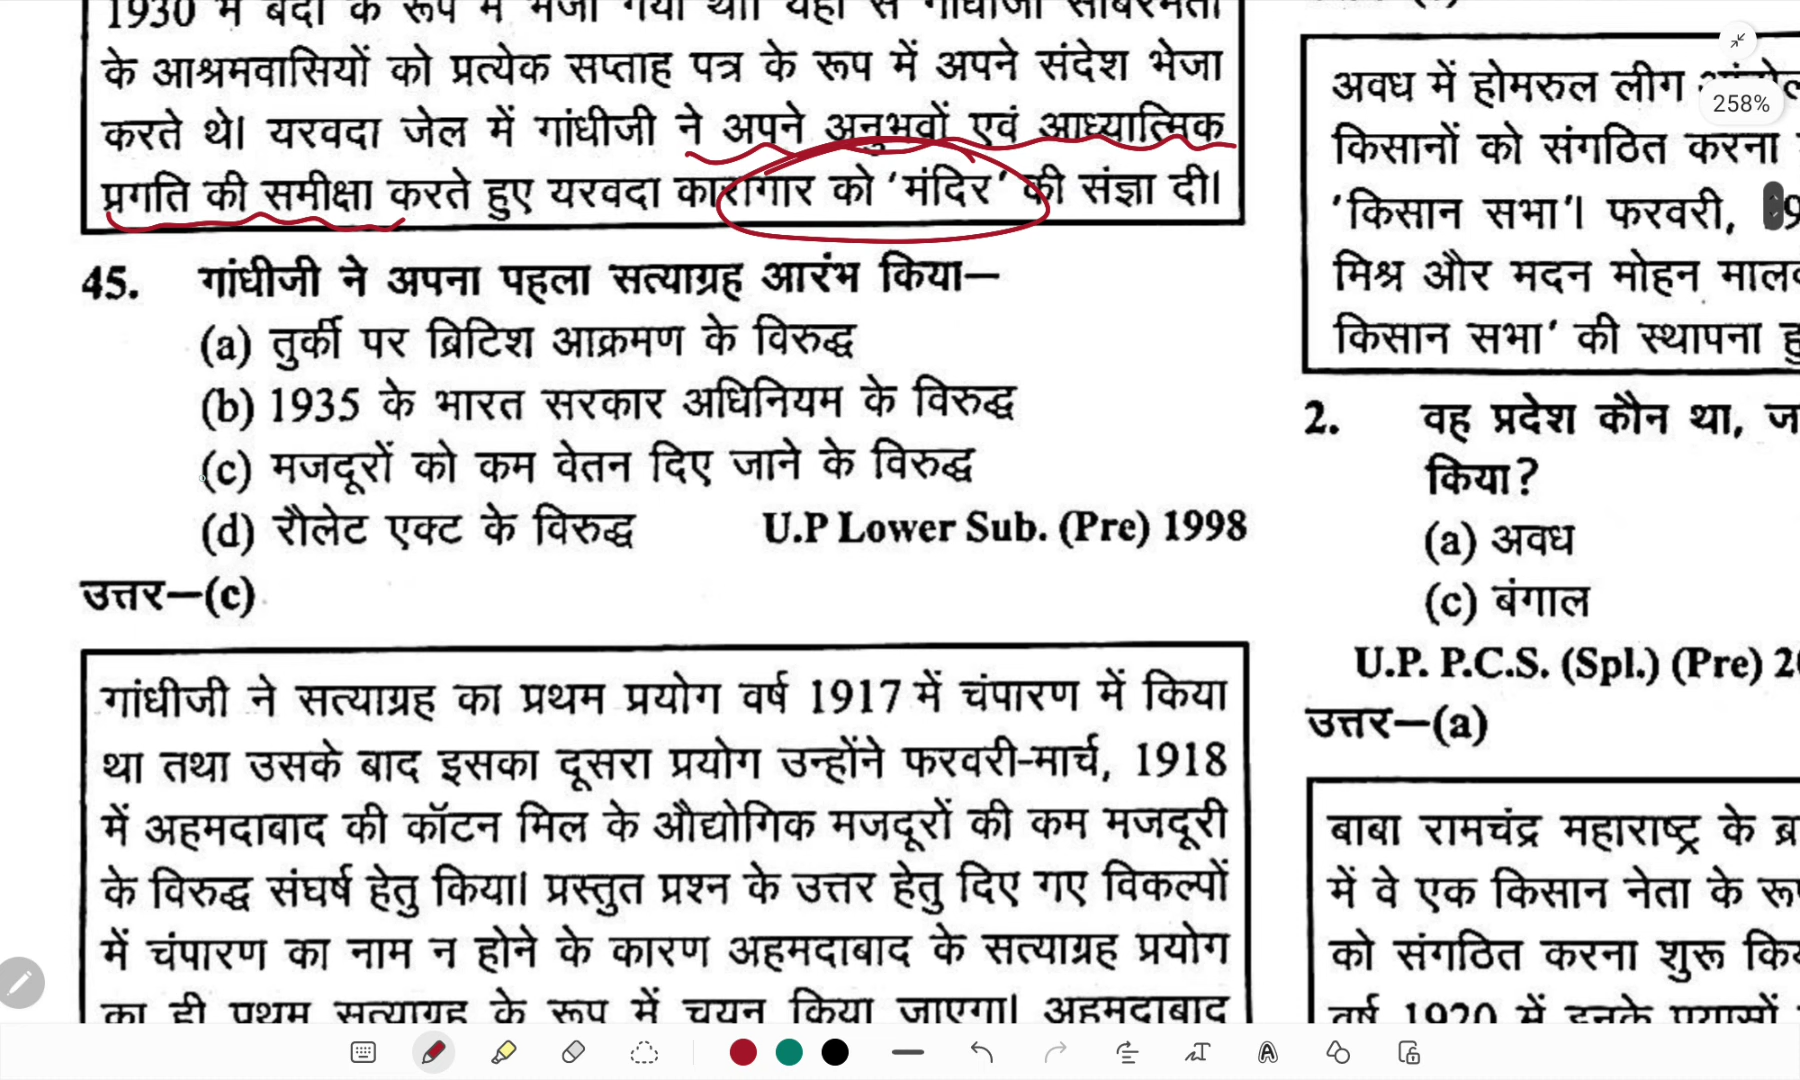 1930 में बंदी के रूप में भेजा गया था। यहीं से गांधीजी साबरमती
के आश्रमवासियों को प्रत्येक सप्ताह पत्र के रूप में अपने संदेश भेजा
करते थे। यरवदा जेल में गांधीजी ने अपने अनुभवों एवं आध्यात्मिक
प्रगति की समीक्षा करते हुए यरवदा कारागार को 'मंदिर' की संज्ञा दी।
45. गांधीजी ने अपना पहला सत्याग्रह आरंभ किया—
(a) तुर्की पर ब्रिटिश आक्रमण के विरुद्ध
(b) 1935 के भारत सरकार अधिनियम के विरुद्ध
(c) मजदूरों को कम वेतन दिए जाने के विरुद्ध
(d) रौलेट एक्ट के विरुद्ध U.P Lower Sub. (Pre) 1998
उत्तर—(c)
गांधीजी ने सत्याग्रह का प्रथम प्रयोग वर्ष 1917 में चंपारण में किया
था तथा उसके बाद इसका दूसरा प्रयोग उन्होंने फरवरी-मार्च, 1918
में अहमदाबाद की कॉटन मिल के औद्योगिक मजदूरों की कम मजदूरी
के विरुद्ध संघर्ष हेतु किया। प्रस्तुत प्रश्न के उत्तर हेतु दिए गए विकल्पों
में चंपारण का नाम न होने के कारण अहमदाबाद के सत्याग्रह प्रयोग
का ही प्रथम सत्याग्रह के रूप में चयन किया जाएगा। अहमदाबाद
अवध में होमरुल लीग
258%
किसानों को संगठित करना
'किसान सभा'। फरवरी,
मिश्र और मदन मोहन
किसान सभा' की स्थापना
2. वह प्रदेश कौन था,
किया?
(a) अवध
(c) बंगाल
U.P. P.C.S. (Spl.) (Pre)
उत्तर—(a)
बाबा रामचंद्र महाराष्ट्र के
में वे एक किसान नेता के
को संगठित करना शुरू
वर्ष 1920 में इनके प्रयासों